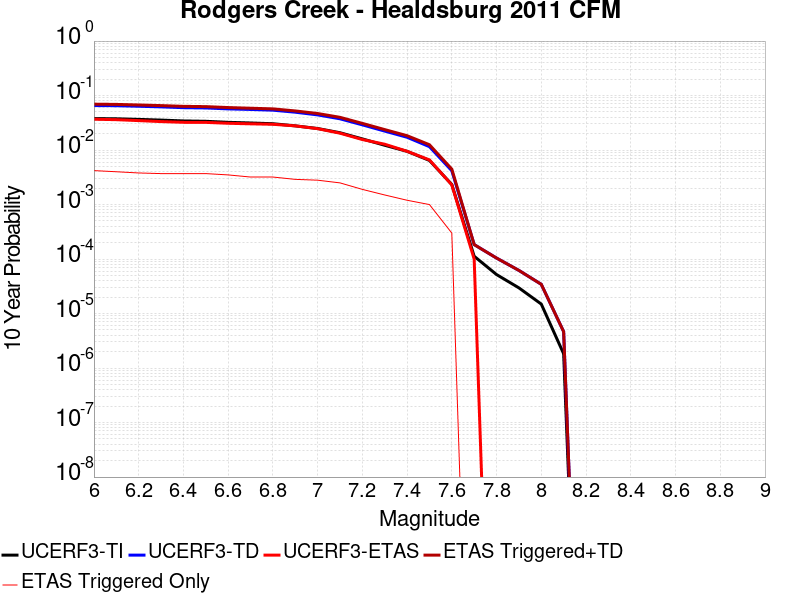 Rodgers Creek - Healdsburg 2011 CFM
10 Year Probability
10^0
10^-1
10^-2
10^-3
10^-4
10^-5
10^-6
10^-7
10^-8
6 6.2 6.4 6.6 6.8 7 7.2 7.4 7.6 7.8 8 8.2 8.4 8.6 8.8 9
Magnitude
UCERF3-TI UCERF3-TD UCERF3-ETAS ETAS Triggered+TD
ETAS Triggered Only